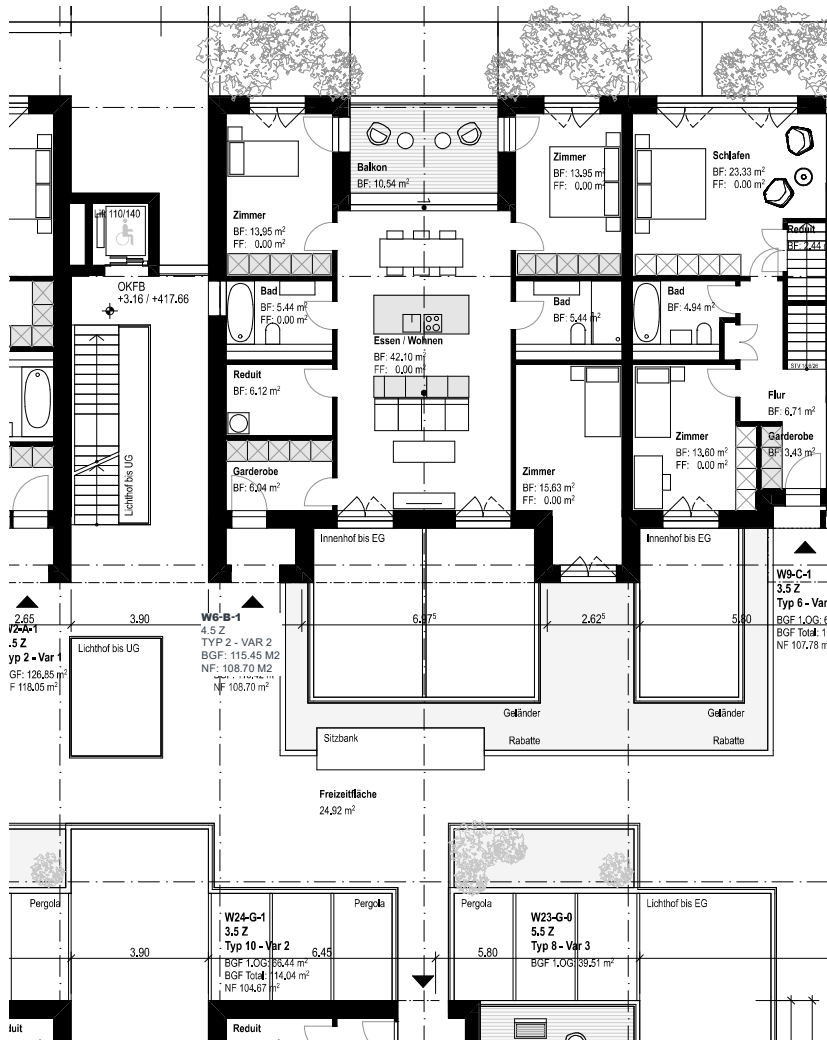 Balkon
BF: 10.54 m²
Zimmer
BF: 13.95 m²
FF: 0.00 m²
Schlafen
BF: 23.33 m²
FF: 0.00 m²
Lift 110/140
Zimmer
BF: 13.95 m²
FF: 0.00 m²
Reduit
BF: 2.44 m²
OKFB
+3.16 / +417.66
Bad
BF: 5.44 m²
FF: 0.00 m²
Bad
BF: 5.44 m²
Bad
BF: 4.94 m²
Essen / Wohnen
BF: 42.10 m²
FF: 0.00 m²
Reduit
BF: 6.12 m²
Flur
BF: 6.71 m²
Garderobe
BF: 3.43 m²
Zimmer
BF: 13.60 m²
FF: 0.00 m²
Garderobe
BF: 6.04 m²
Zimmer
BF: 15.63 m²
FF: 0.00 m²
Lichthof bis UG
Innenhof bis EG
Innenhof bis EG
W9-C-1
3.5 Z
Typ 6 - Var
BGF 1.OG: 6
BGF Total: 1
NF 107.78 m
2.65
3.90
6.97⁵
2.62⁵
5.60
.5 Z
yp 2 - Var 1
GF: 126.85 m²
F 118.05 m²
Lichthof bis UG
W6-B-1
4.5 Z
TYP 2 - VAR 2
BGF: 115.45 M2
NF: 108.70 M2
NF 108.70 m²
Geländer
Geländer
Sitzbank
Rabatte
Rabatte
Freizeitfläche
24.92 m²
Pergola
Pergola
Pergola
Lichthof bis EG
W24-G-1
3.5 Z
Typ 10 - Var 2
BGF 1.OG: 66.44 m²
BGF Total: 114.04 m²
NF 104.67 m²
W23-G-0
5.5 Z
Typ 8 - Var 3
BGF 1.OG: 39.51 m²
3.90
6.45
5.80
duit
Reduit